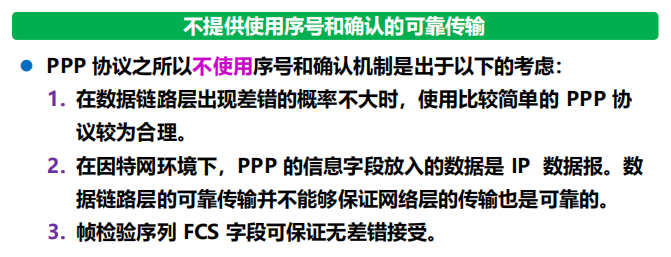 不提供使用序号和确认的可靠传输
● PPP 协议之所以不使用序号和确认机制是出于以下的考虑：
1. 在数据链路层出现差错的概率不大时，使用比较简单的 PPP 协
议较为合理。
2. 在因特网环境下，PPP 的信息字段放入的数据是 IP 数据报。数
据链路层的可靠传输并不能够保证网络层的传输也是可靠的。
3. 帧检验序列 FCS 字段可保证无差错接受。